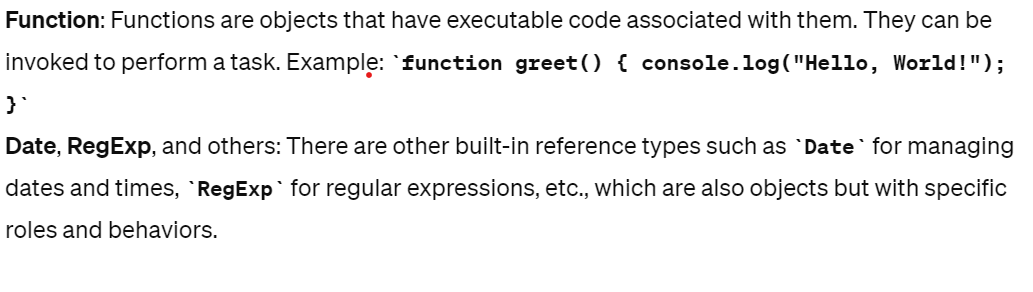 Function: Functions are objects that have executable code associated with them. They can be
invoked to perform a task. Example: `function greet() { console.log("Hello, World!");
}`
Date, RegExp, and others: There are other built-in reference types such as `Date` for managing
dates and times, `RegExp` for regular expressions, etc., which are also objects but with specific
roles and behaviors.